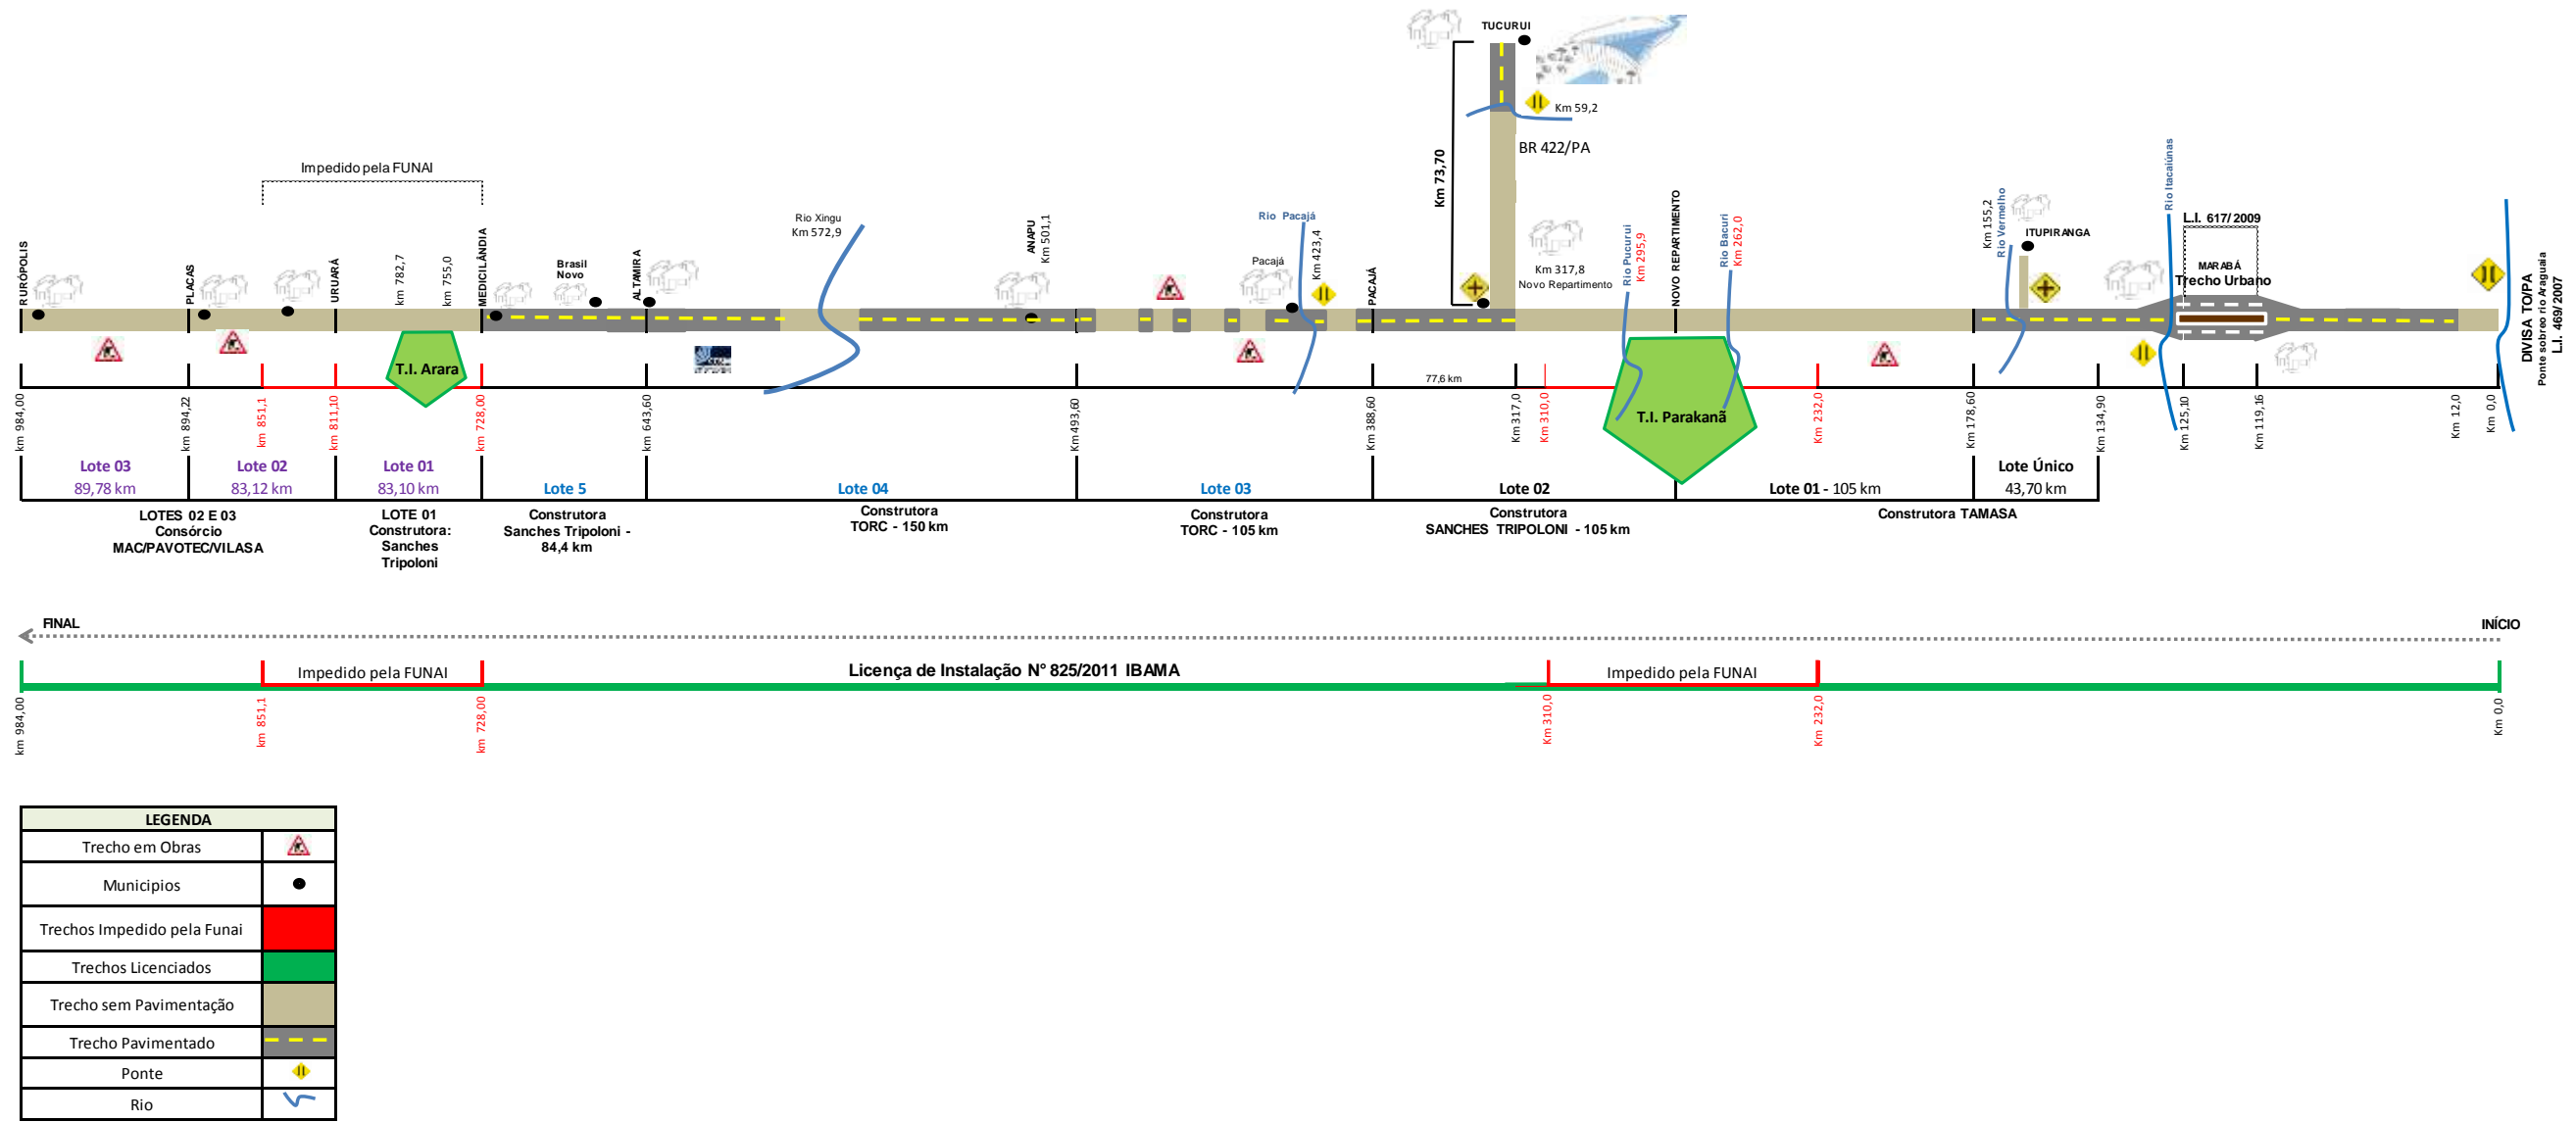 TUCURUI
Km 59,2
BR 422/PA
Km 73,70
Impedido pela FUNAI
RURÓPOLIS
PLACAS
URUARÁ
km 782,7
km 755,0
MEDICILÂNDIA
Brasil
Novo
ALTAMIRA
Rio Xingu
Km 572,9
ANAPU
Km 501,1
Rio Pacajá
Pacajá
Km 423,4
PACAJÁ
Km 317,8
Novo Repartimento
Rio Pucurui
Km 295,9
NOVO REPARTIMENTO
Rio Bacuri
Km 262,0
Km 155,2
Rio Vermelho
ITUPIRANGA
Rio Itacaiúnas
L.I. 617/2009
MARABÁ
Trecho Urbano
DIVISA TO/PA
Ponte sobreo rio Araguaia
L.I. 469/2007
T.I. Arara
T.I. Parakanã
77,6 km
km 984,00
km 894,22
km 851,1
km 811,10
km 728,00
km 643,60
Km 493,60
Km 388,60
Km 317,0
Km 310,0
Km 232,0
Km 178,60
Km 134,90
Km 125,10
Km 119,16
Km 12,0
Km 0,0
Lote 03
89,78 km
Lote 02
83,12 km
Lote 01
83,10 km
Lote 5
Lote 04
Lote 03
Lote 02
Lote 01 - 105 km
Lote Único
43,70 km
LOTES 02 E 03
Consórcio
MAC/PAVOTEC/VILASA
LOTE 01
Construtora:
Sanches
Tripoloni
Construtora
Sanches Tripoloni -
84,4 km
Construtora
TORC - 150 km
Construtora
TORC - 105 km
Construtora
SANCHES TRIPOLONI - 105 km
Construtora TAMASA
FINAL
INÍCIO
Impedido pela FUNAI
Licença de Instalação N° 825/2011 IBAMA
Impedido pela FUNAI
km 984,00
km 851,1
km 728,00
Km 310,0
Km 232,0
Km 0,0
LEGENDA
Trecho em Obras
Municipios
Trechos Impedido pela Funai
Trechos Licenciados
Trecho sem Pavimentação
Trecho Pavimentado
Ponte
Rio